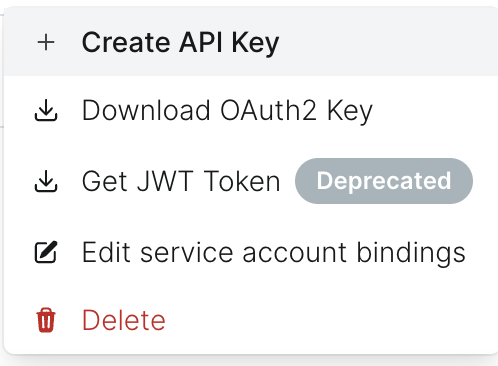 Create API Key
Download OAuth2 Key
Get JWT Token Deprecated
Edit service account bindings
Delete